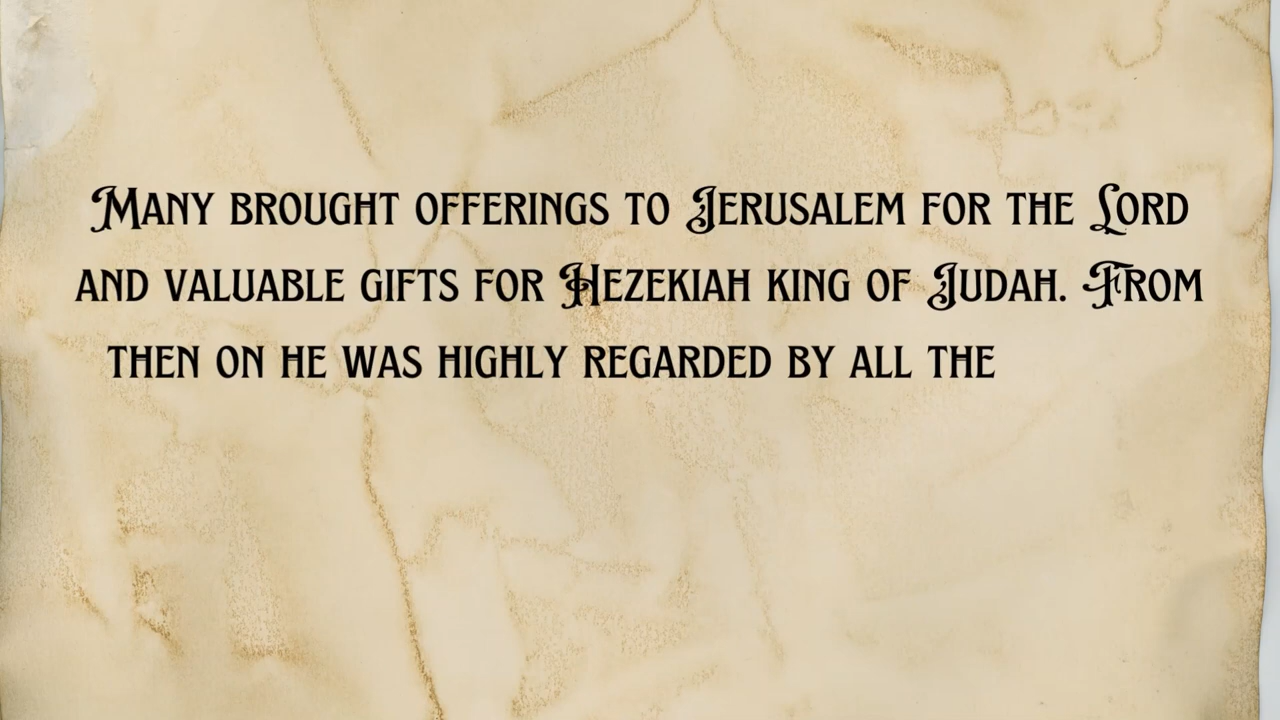 Many brought offerings to Jerusalem for the Lord
and valuable gifts for Hezekiah king of Judah. From
then on he was highly regarded by all the